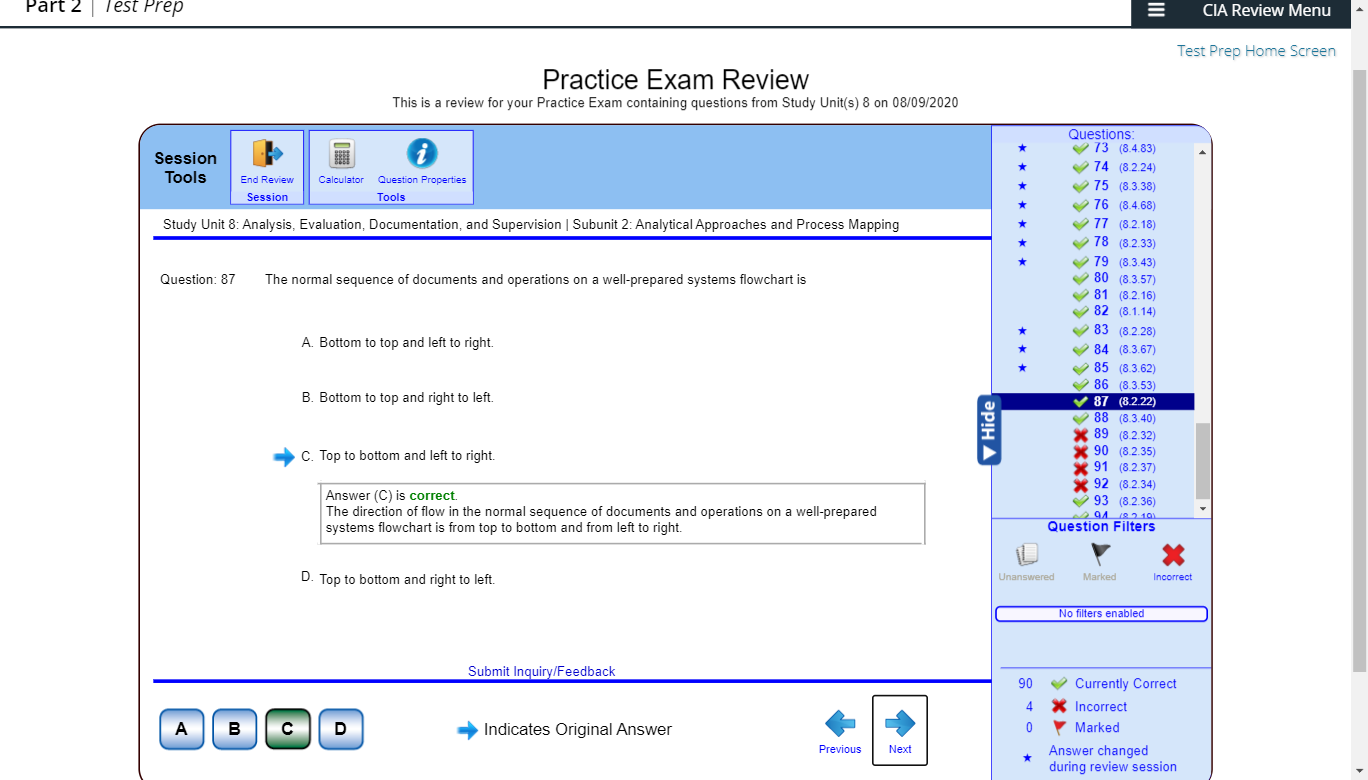 Part 2 | Test Prep
CIA Review Menu
Test Prep Home Screen
Practice Exam Review
This is a review for your Practice Exam containing questions from Study Unit(s) 8 on 08/09/2020
Session
Tools
End Review
Session
Calculator
Question Properties
Tools
Study Unit 8: Analysis, Evaluation, Documentation, and Supervision | Subunit 2: Analytical Approaches and Process Mapping
Question: 87
The normal sequence of documents and operations on a well-prepared systems flowchart is
A. Bottom to top and left to right.
B. Bottom to top and right to left.
C. Top to bottom and left to right.
Answer (C) is correct.
The direction of flow in the normal sequence of documents and operations on a well-prepared
systems flowchart is from top to bottom and from left to right.
D. Top to bottom and right to left.
Submit Inquiry/Feedback
A
B
C
D
Indicates Original Answer
Previous
Next
Hide
Questions:
73 (8.4.83)
74 (8.2.24)
75 (8.3.38)
76 (8.4.68)
77 (8.2.18)
78 (8.2.33)
79 (8.3.43)
80 (8.3.57)
81 (8.2.16)
82 (8.1.14)
83 (8.2.28)
84 (8.3.67)
85 (8.3.62)
86 (8.3.53)
87 (8.2.22)
88 (8.3.40)
89 (8.2.32)
90 (8.2.35)
91 (8.2.37)
92 (8.2.34)
93 (8.2.36)
94 (8.2.19)
Question Filters
Unanswered
Marked
Incorrect
No filters enabled
90 Currently Correct
4 Incorrect
0 Marked
Answer changed
during review session